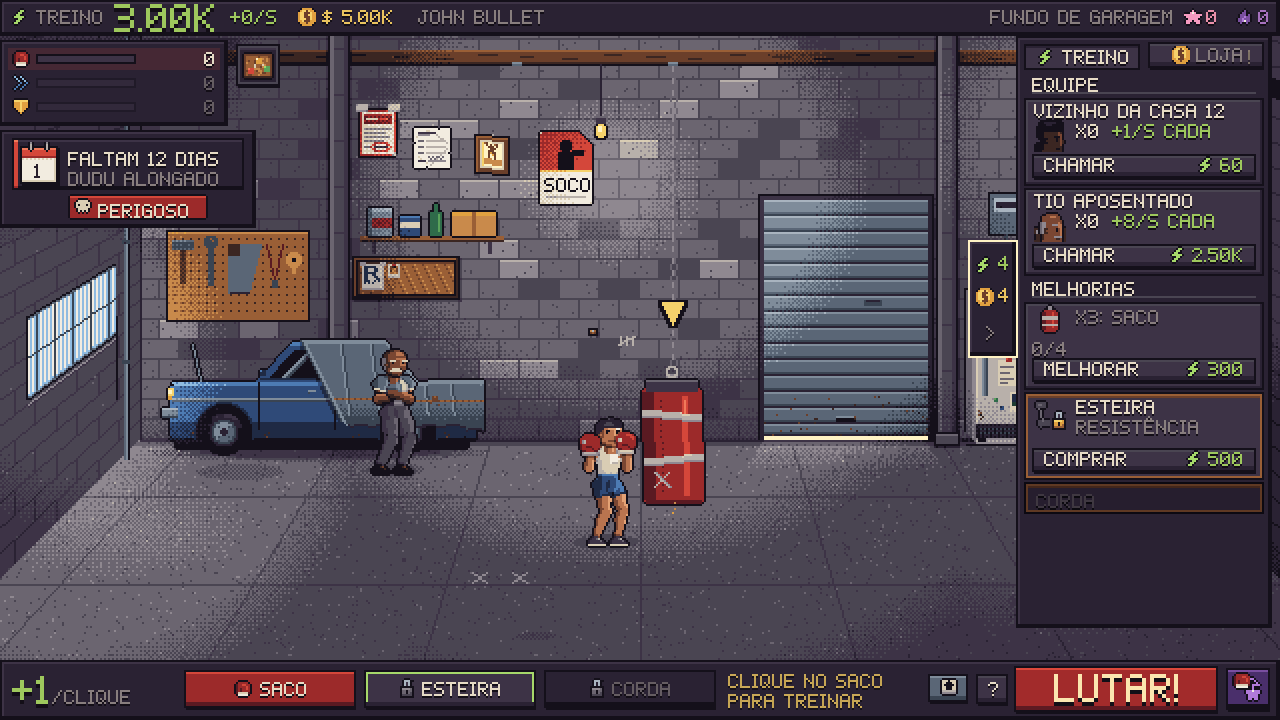 TREINO 3.00K +0/S $ 5.00K JOHN BULLET
FUNDO DE GARAGEM 0 0
0
0
0
1
FALTAM 12 DIAS
DUDU ALONGADO
PERIGOSO
SOCO
R
TREINO
LOJA!
EQUIPE
VIZINHO DA CASA 12
X0 +1/S CADA
CHAMAR 60
TIO APOSENTADO
X0 +8/S CADA
CHAMAR 2.50K
4
4
>
MELHORIAS
X3: SACO
0/4
MELHORAR 300
ESTEIRA
RESISTÊNCIA
COMPRAR 500
CORDA
+1/CLIQUE
SACO
ESTEIRA
CORDA
CLIQUE NO SACO
PARA TREINAR
?
LUTAR!